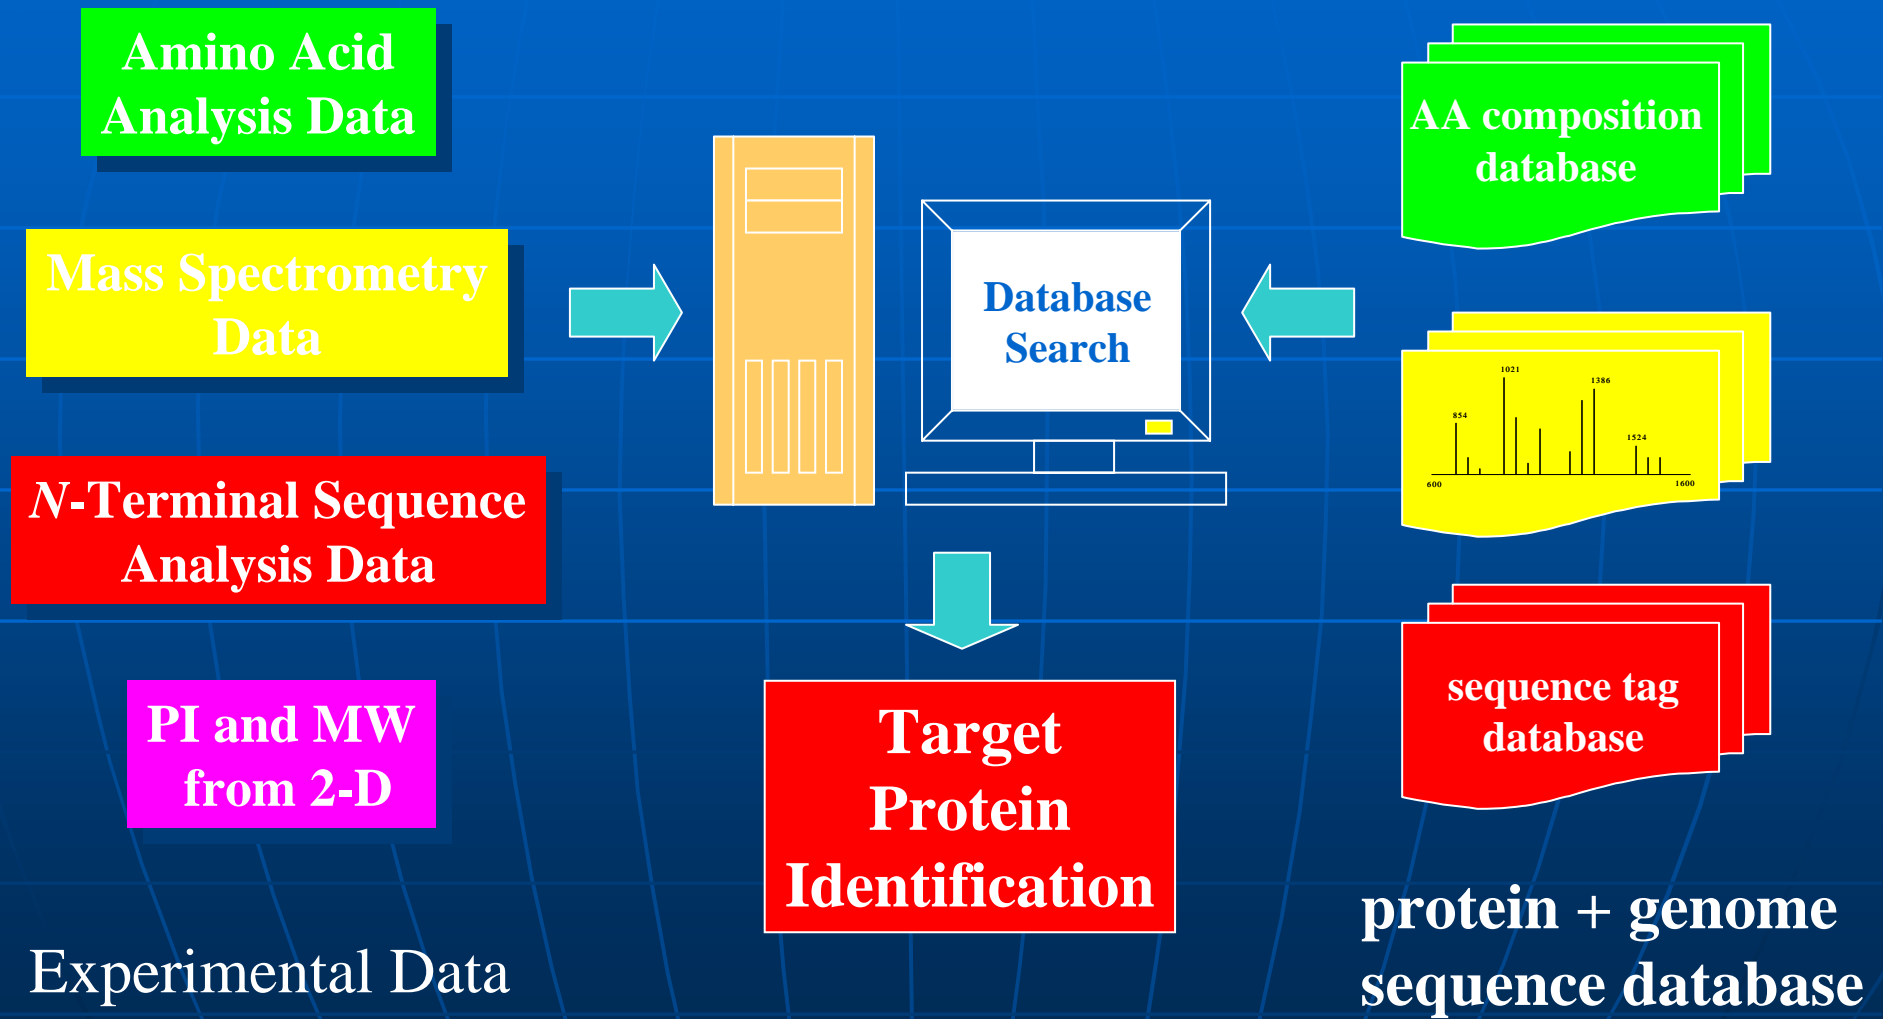 Amino Acid
Analysis Data
Mass Spectrometry
Data
N-Terminal Sequence
Analysis Data
PI and MW
from 2-D
Experimental Data
Database
Search
Target
Protein
Identification
AA composition
database
1021
1386
854
1524
600
1600
sequence tag
database
protein + genome
sequence database